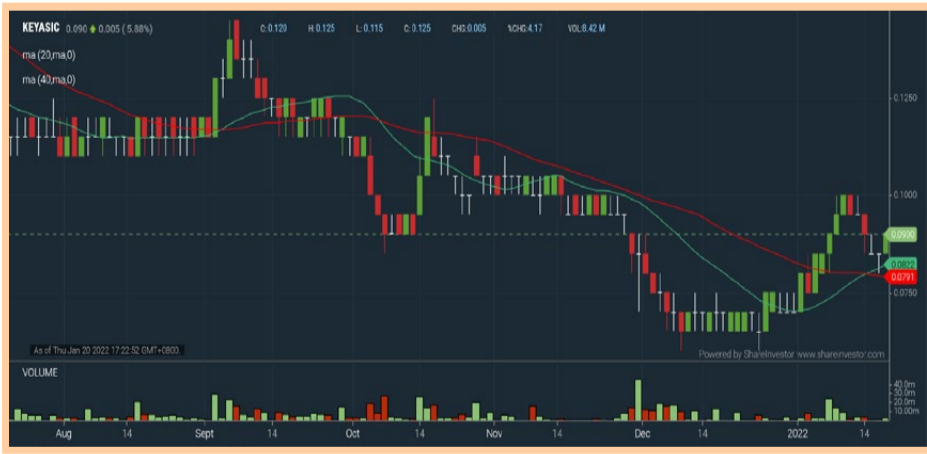 KEYASIC 0.090 0.005 ( 5.88%) O: 0.120 H: 0.125 L: 0.115 C: 0.125 CHG:0.005 %CHG:4.17 VOL:8.42 M
ma (20,ma,0)
ma (40,ma,0)
0.1250
0.1000
0.0900
0.0822
0.0791
0.0750
As of Thu Jan 20 2022 17:22:52 GMT+0800.
Powered by ShareInvestor www.shareinvestor.com
VOLUME
40.0m
30.0m
20.0m
10.00m
Aug 14 Sept 14 Oct 14 Nov 14 Dec 14 2022 14